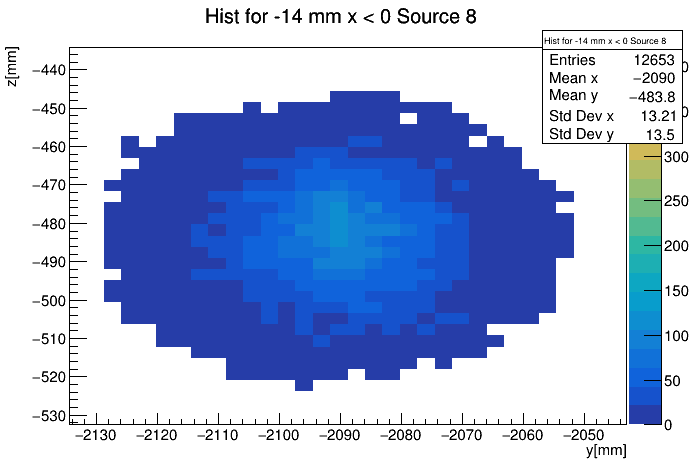 Hist for -14 mm x < 0 Source 8
z[mm]
Hist for -14 mm x < 0 Source 8
Entries 12653
Mean x −2090
Mean y −483.8
Std Dev x 13.21
Std Dev y 13.5
−440
−450
−460
−470
−480
−490
−500
−510
−520
−530
300
250
200
150
100
50
0
−2130 −2120 −2110 −2100 −2090 −2080 −2070 −2060 −2050
y[mm]